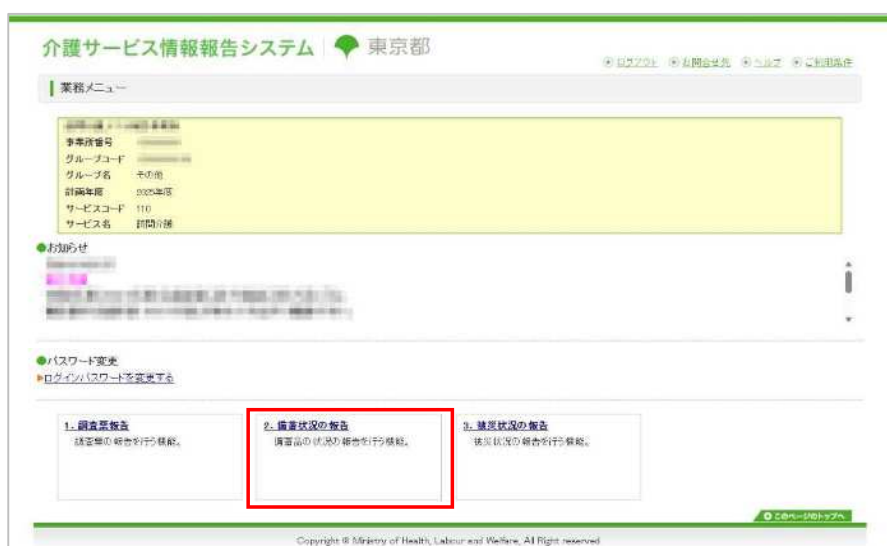 介護サービス情報報告システム 東京都
ログアウト お問合せ先 ヘルプ ご利用条件
業務メニュー
事業所番号
グループコード
グループ名 その他
計画年度 2025年度
サービスコード 110
サービス名 訪問介護
●お知らせ
●パスワード変更
▶ログインパスワードを変更する
1. 調査票報告
調査票の報告を行う機能。
2. 備蓄状況の報告
備蓄品の状況の報告を行う機能。
3. 被災状況の報告
被災状況の報告を行う機能。
このページのトップへ
Copyright © Ministry of Health, Labour and Welfare, All Right reserved